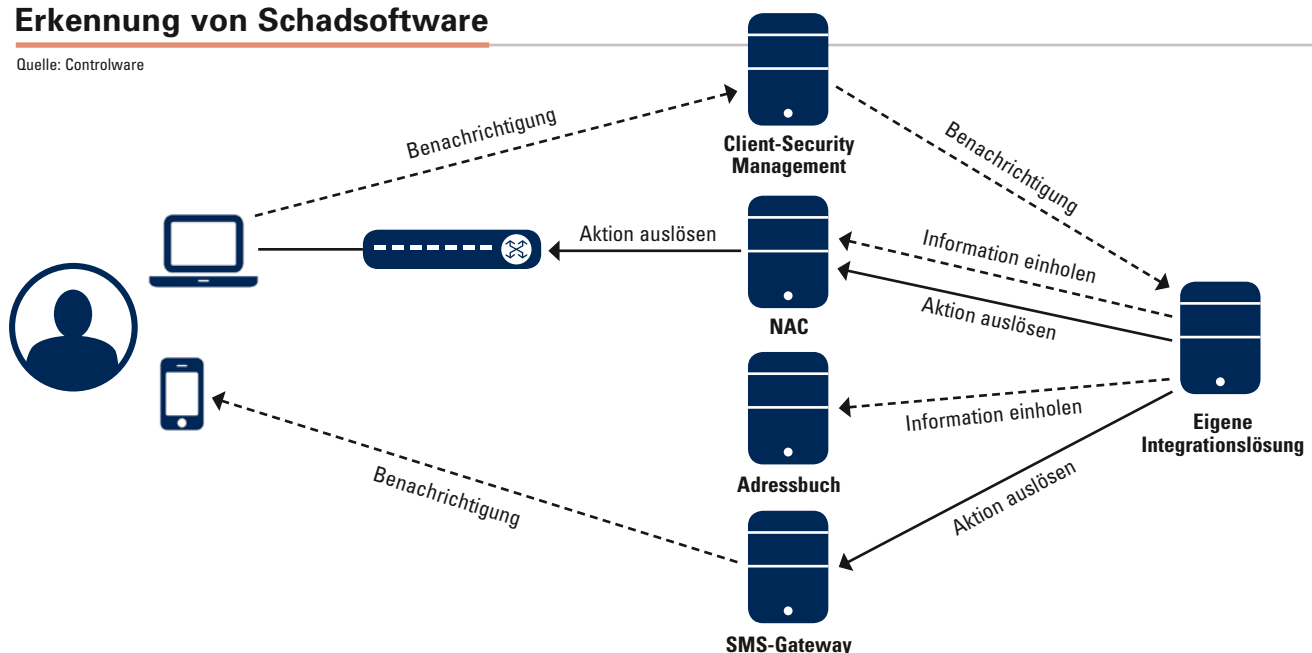 Erkennung von Schadsoftware
Quelle: Controlware
Benachrichtigung
Client-Security
Management
Benachrichtigung
Aktion auslösen
Information einholen
Aktion auslösen
NAC
Information einholen
Eigene
Integrationslösung
Adressbuch
Benachrichtigung
Aktion auslösen
SMS-Gateway